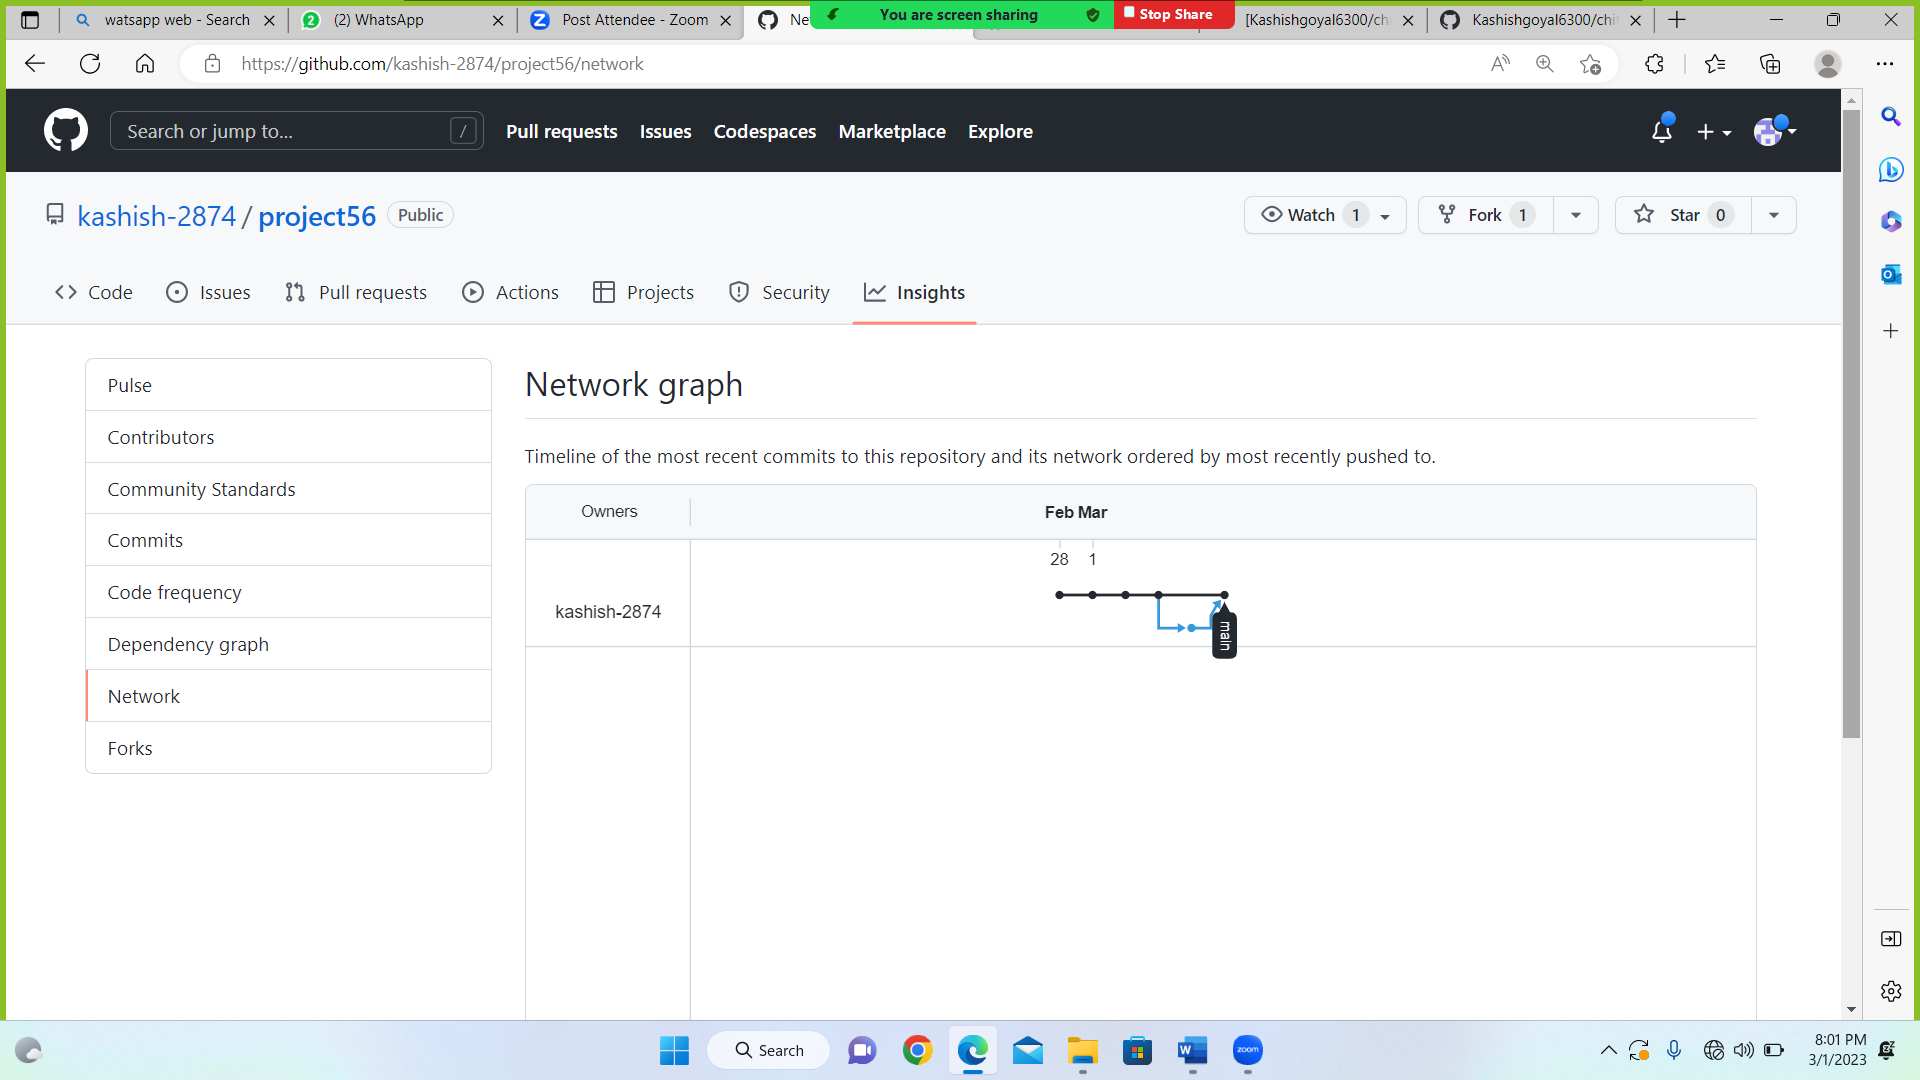 watsapp web - Search
(2) WhatsApp
Post Attendee - Zoom
You are screen sharing
Stop Share
[Kashishgoyal6300/ch
Kashishgoyal6300/chi
https://github.com/kashish-2874/project56/network
Search or jump to...
/
Pull requests
Issues
Codespaces
Marketplace
Explore
kashish-2874 / project56
Public
Watch 1
Fork 1
Star 0
Code
Issues
Pull requests
Actions
Projects
Security
Insights
Pulse
Contributors
Community Standards
Commits
Code frequency
Dependency graph
Network
Forks
Network graph
Timeline of the most recent commits to this repository and its network ordered by most recently pushed to.
Owners
Feb Mar
28 1
kashish-2874
main
Search
zoom
8:01 PM
3/1/2023